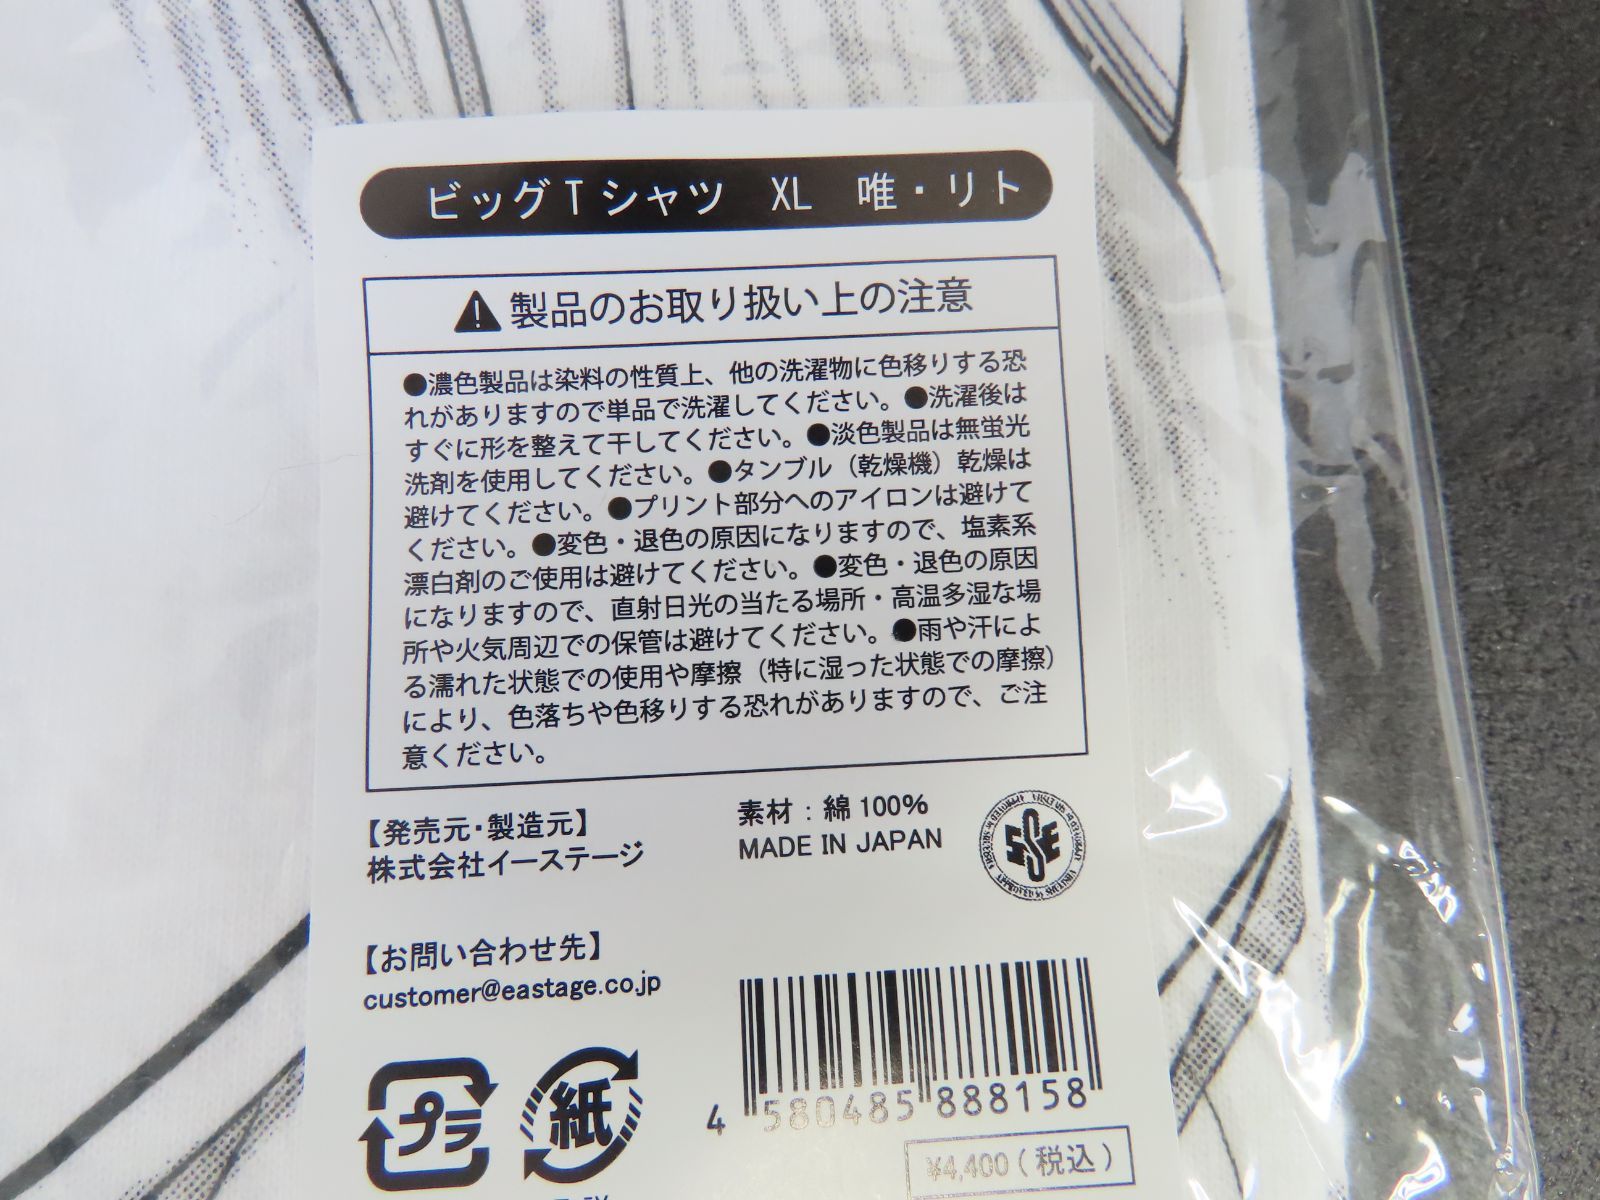 ビッグTシャツ XL 唯・リト
製品のお取り扱い上の注意
●濃色製品は染料の性質上、他の洗濯物に色移りする恐
れがありますので単品で洗濯してください。●洗濯後は
すぐに形を整えて干してください。●淡色製品は無蛍光
洗剤を使用してください。●タンブル（乾燥機）乾燥は
避けてください。●プリント部分へのアイロンは避けて
ください。●変色・退色の原因になりますので、塩素系
漂白剤のご使用は避けてください。●変色・退色の原因
になりますので、直射日光の当たる場所・高温多湿な場
所や火気周辺での保管は避けてください。●雨や汗によ
る濡れた状態での使用や摩擦（特に湿った状態での摩擦）
により、色落ちや色移りする恐れがありますので、ご注
意ください。
【発売元・製造元】
株式会社イーステージ
素材：綿100%
MADE IN JAPAN
【お問い合わせ先】
customer@eastage.co.jp
プラ
紙
4 580485 888158
¥4,400（税込）